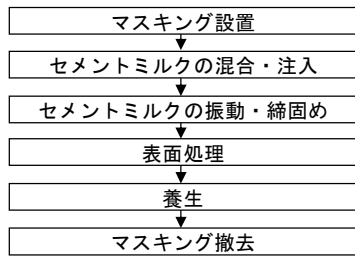 マスキング設置
セメントミルクの混合・注入
セメントミルクの振動・締固め
表面処理
養生
マスキング撤去